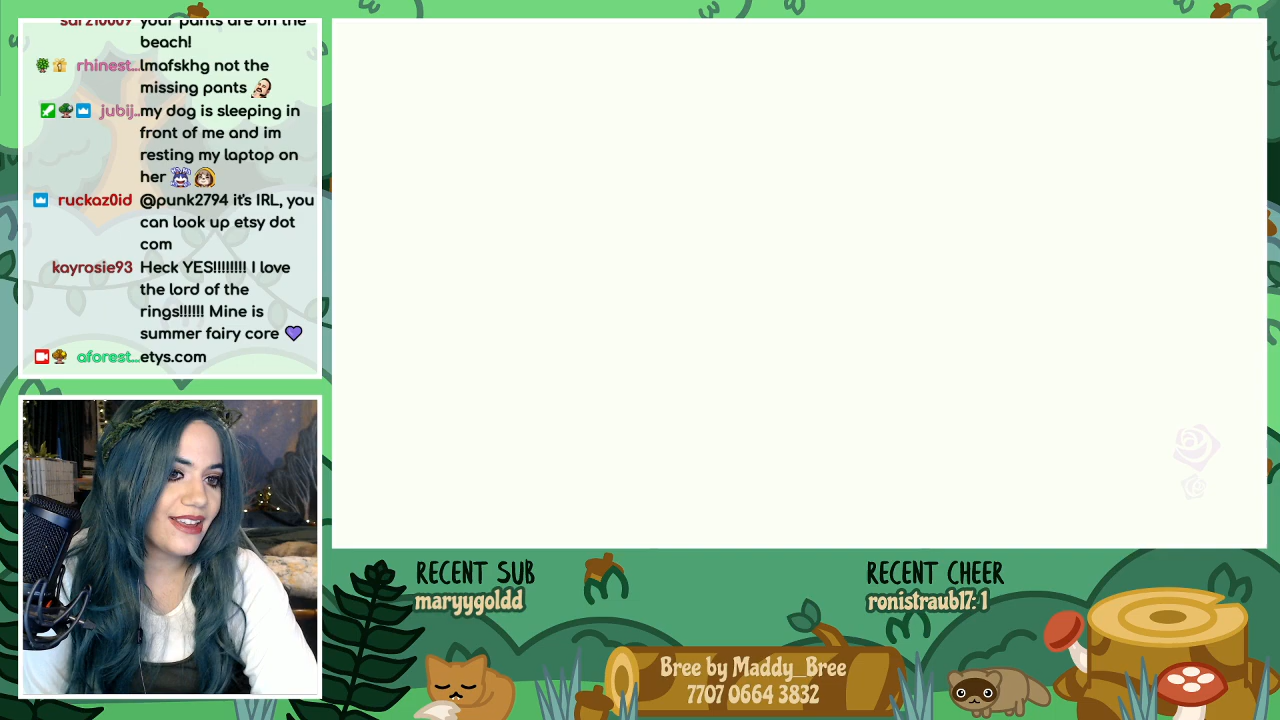 sarz10009 your pants are on the
beach!
rhinest... lmafskhg not the
missing pants
jubij... my dog is sleeping in
front of me and im
resting my laptop on
her
ruckaz0id @punk2794 it's IRL, you
can look up etsy dot
com
kayrosie93 Heck YES!!!!!!!! I love
the lord of the
rings!!!!!! Mine is
summer fairy core
aforest... etys.com
RECENT SUB
maryygoldd
RECENT CHEER
ronistraub17: 1
Bree by Maddy_Bree
7707 0664 3832